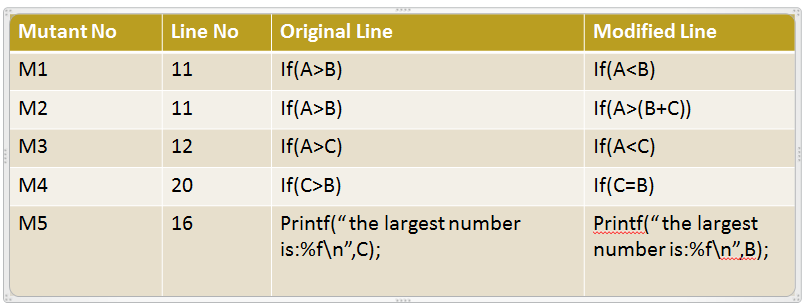 Mutant No Line No Original Line Modified Line
M1 11 If(A>B) If(A<B)
M2 11 If(A>B) If(A>(B+C))
M3 12 If(A>C) If(A<C)
M4 20 If(C>B) If(C=B)
M5 16 Printf(“ the largest number Printf(“ the largest
is:%f\n”,C); number is:%f\n”,B);